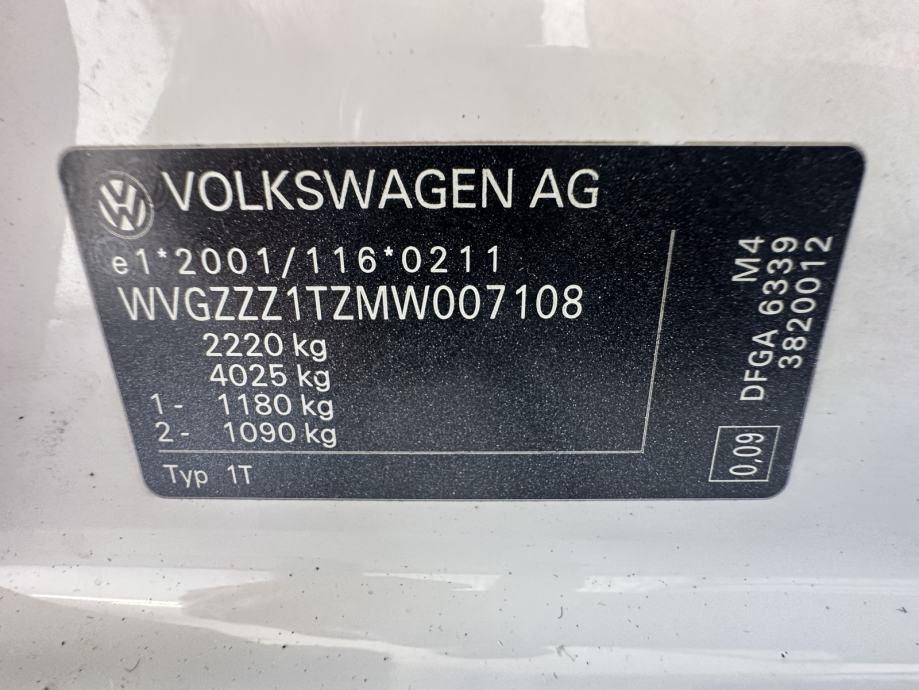 VOLKSWAGEN AG
e1*2001/116*0211
WVGZZZ1TZMW007108
2220 kg
4025 kg
1- 1180 kg
2- 1090 kg
Typ 1T
M4
DFGA 6339
3820012
0,09